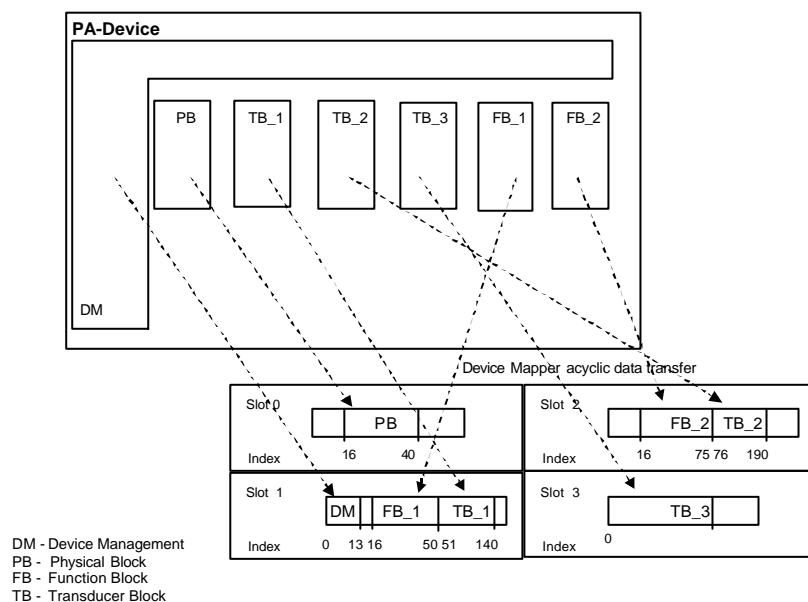 PA-Device
PB TB_1 TB_2 TB_3 FB_1 FB_2
DM
Device Mapper acyclic data transfer
Slot 0
PB
Index 16 40
Slot 2
FB_2 TB_2
Index 16 75 76 190
Slot 1
DM FB_1 TB_1
Index 0 13 16 50 51 140
Slot 3
TB_3
Index 0
DM - Device Management
PB - Physical Block
FB - Function Block
TB - Transducer Block